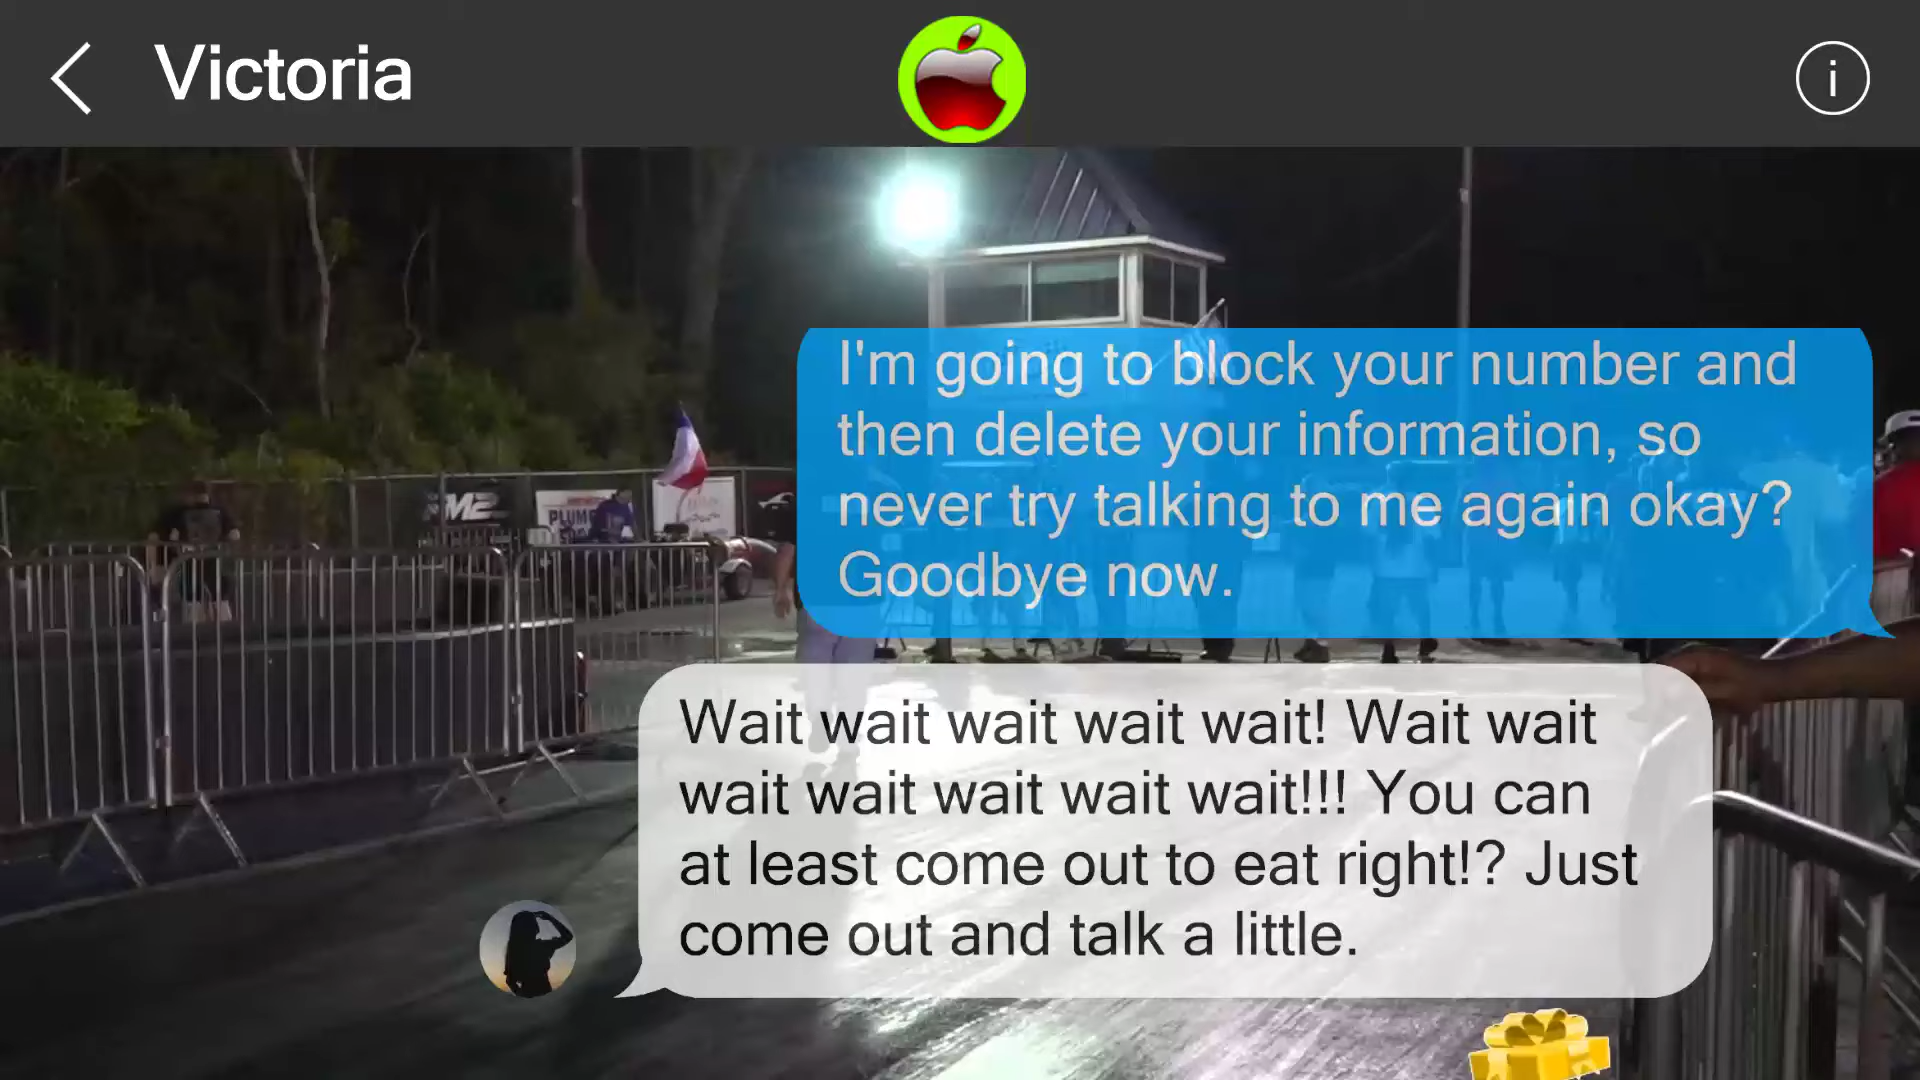 Victoria
I'm going to block your number and
then delete your information, so
never try talking to me again okay?
Goodbye now.
M2
PLUM
Wait wait wait wait wait! Wait wait
wait wait wait wait wait!!! You can
at least come out to eat right!? Just
come out and talk a little.